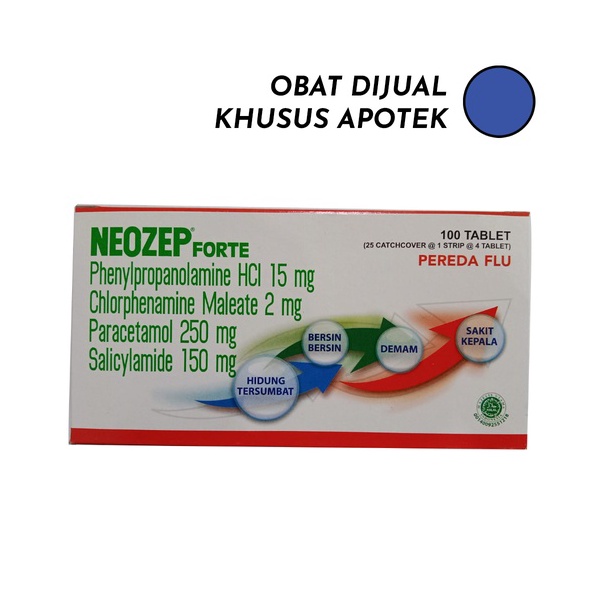 OBAT DIJUAL
KHUSUS APOTEK
NEOZEP® FORTE
Phenylpropanolamine HCl 15 mg
Chlorphenamine Maleate 2 mg
Paracetamol 250 mg
Salicylamide 150 mg
100 TABLET
(25 CATCHCOVER @ 1 STRIP @ 4 TABLET)
PEREDA FLU
HIDUNG
TERSUMBAT
BERSIN
BERSIN
DEMAM
SAKIT
KEPALA